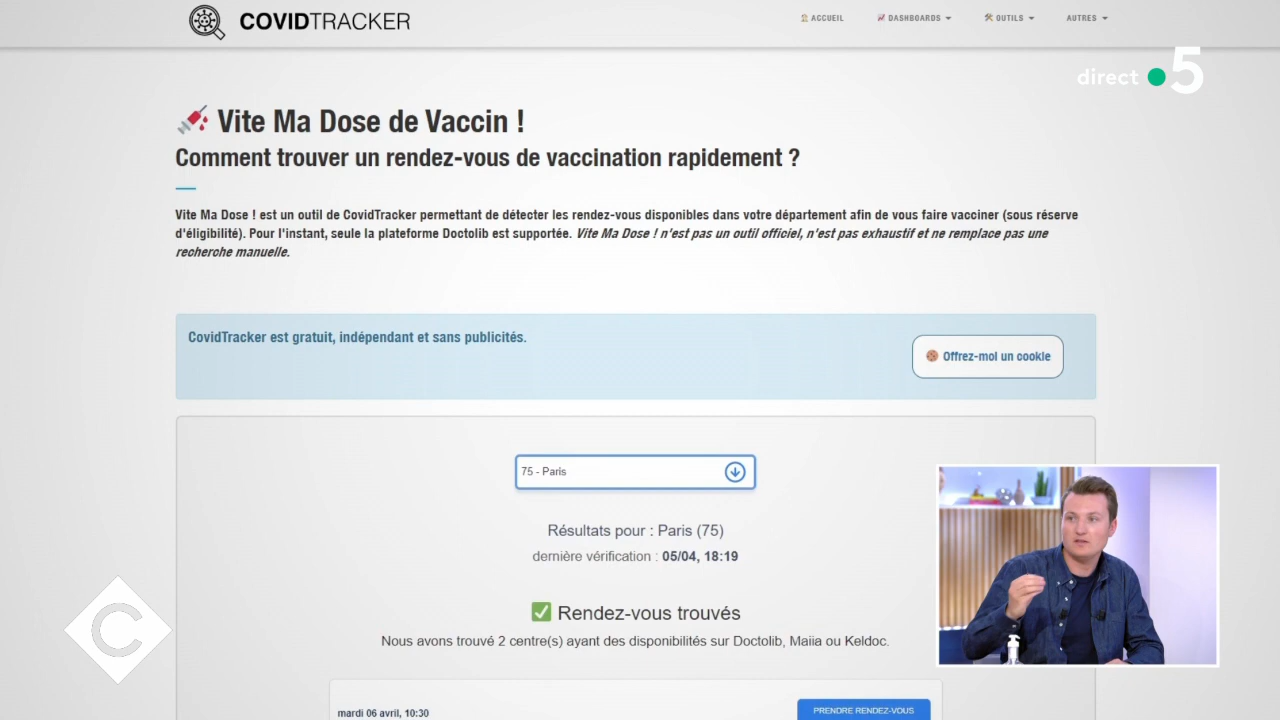 COVIDTRACKER
ACCUEIL
DASHBOARDS
OUTILS
AUTRES
direct 5
Vite Ma Dose de Vaccin !
Comment trouver un rendez-vous de vaccination rapidement ?
Vite Ma Dose ! est un outil de CovidTracker permettant de détecter les rendez-vous disponibles dans votre département afin de vous faire vacciner (sous réserve
d'éligibilité). Pour l'instant, seule la plateforme Doctolib est supportée. Vite Ma Dose ! n'est pas un outil officiel, n'est pas exhaustif et ne remplace pas une
recherche manuelle.
CovidTracker est gratuit, indépendant et sans publicités.
Offrez-moi un cookie
75 - Paris
Résultats pour : Paris (75)
dernière vérification : 05/04, 18:19
Rendez-vous trouvés
Nous avons trouvé 2 centre(s) ayant des disponibilités sur Doctolib, Maiia ou Keldoc.
C
mardi 06 avril, 10:30
PRENDRE RENDEZ-VOUS